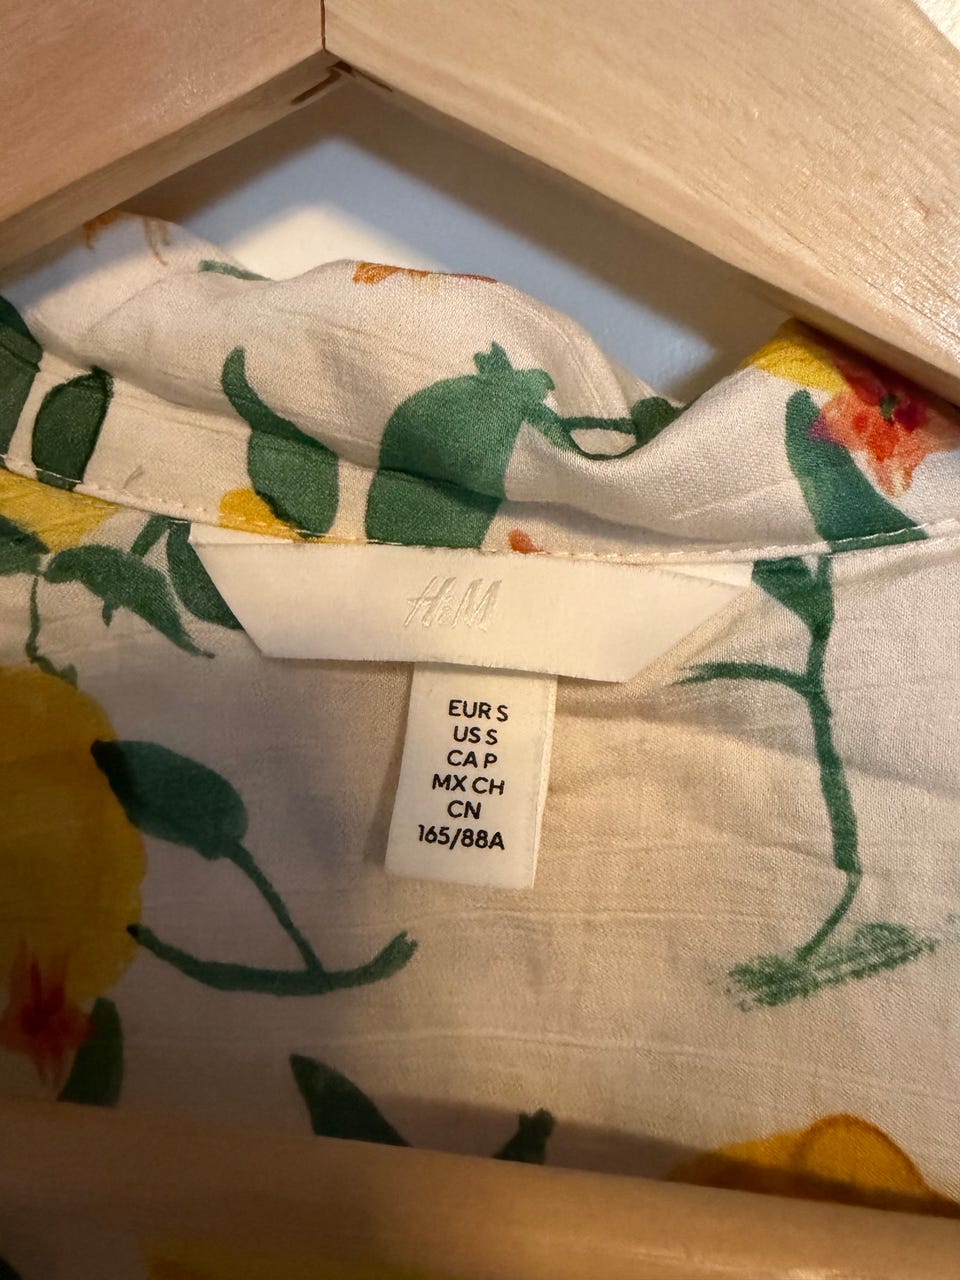 H&M
EUR S
US S
CA P
MX CH
CN
165/88A